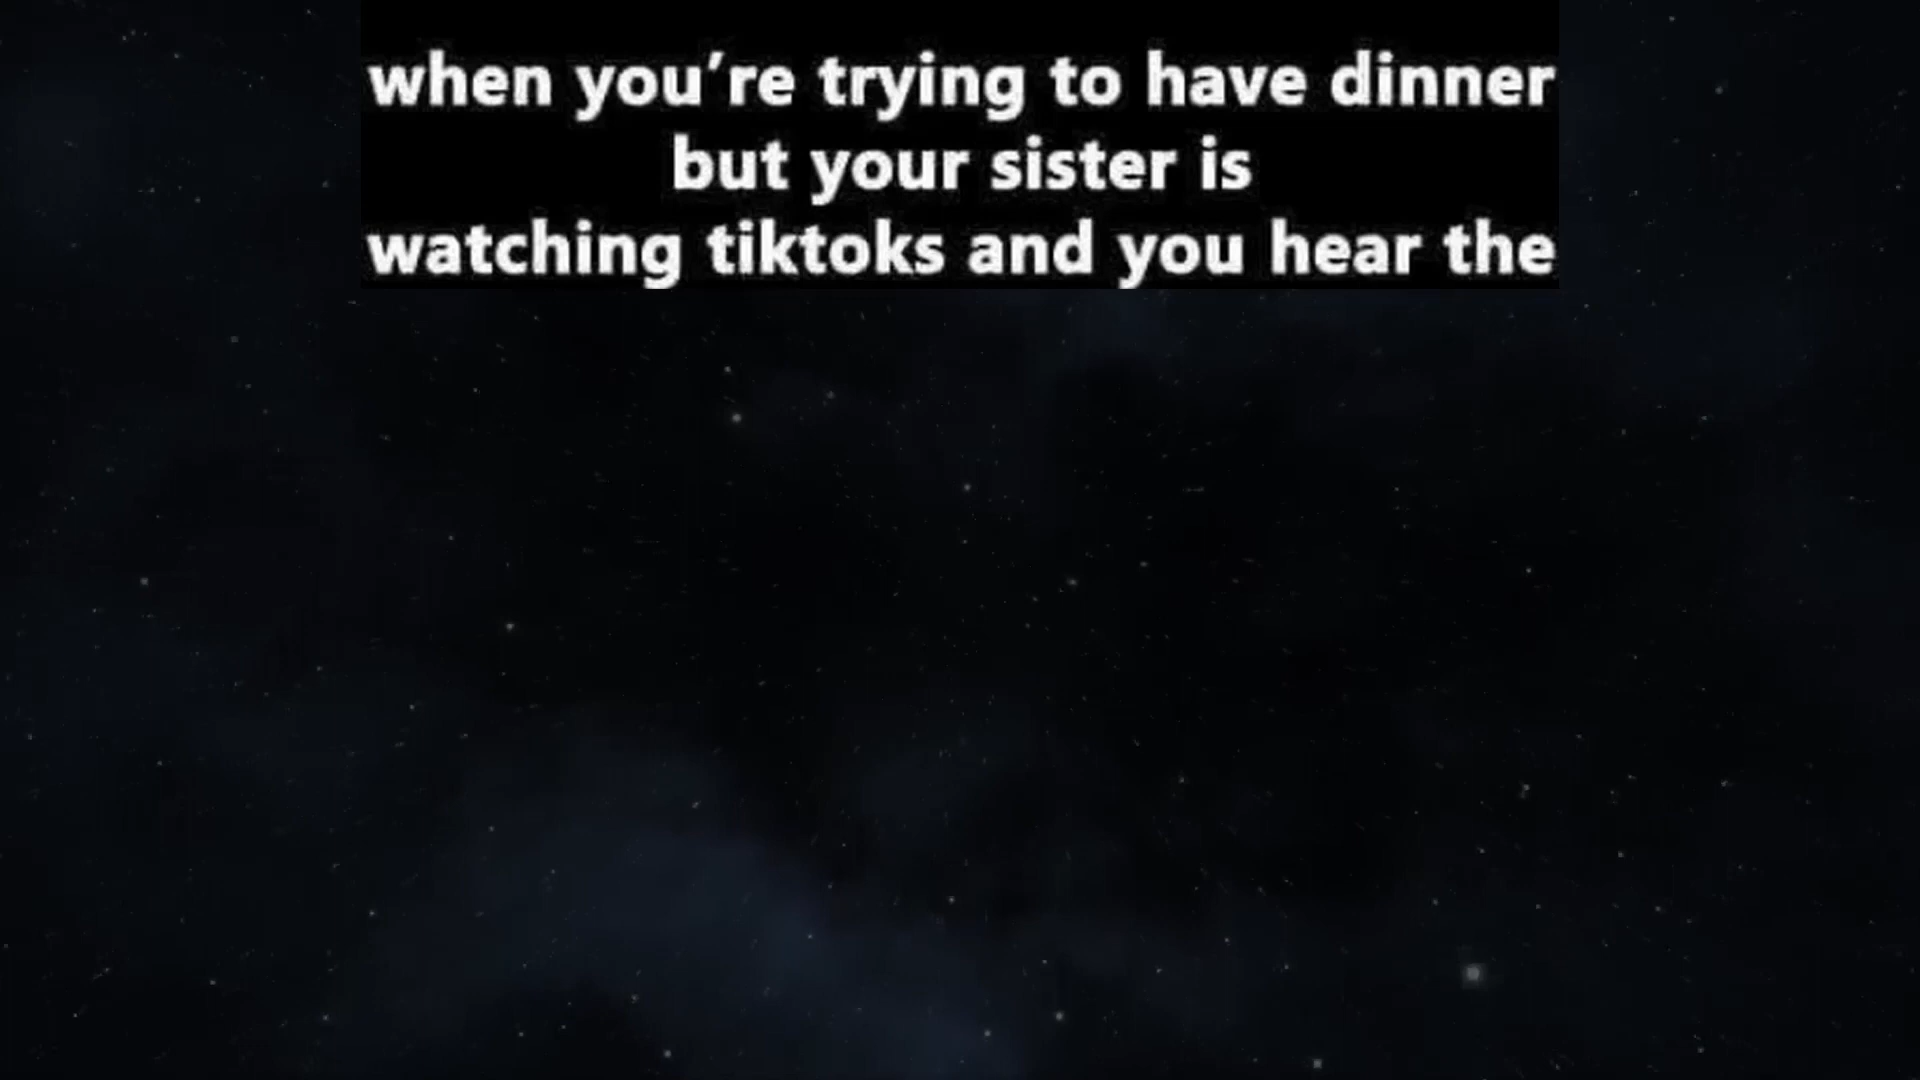 when you're trying to have dinner
but your sister is
watching tiktoks and you hear the